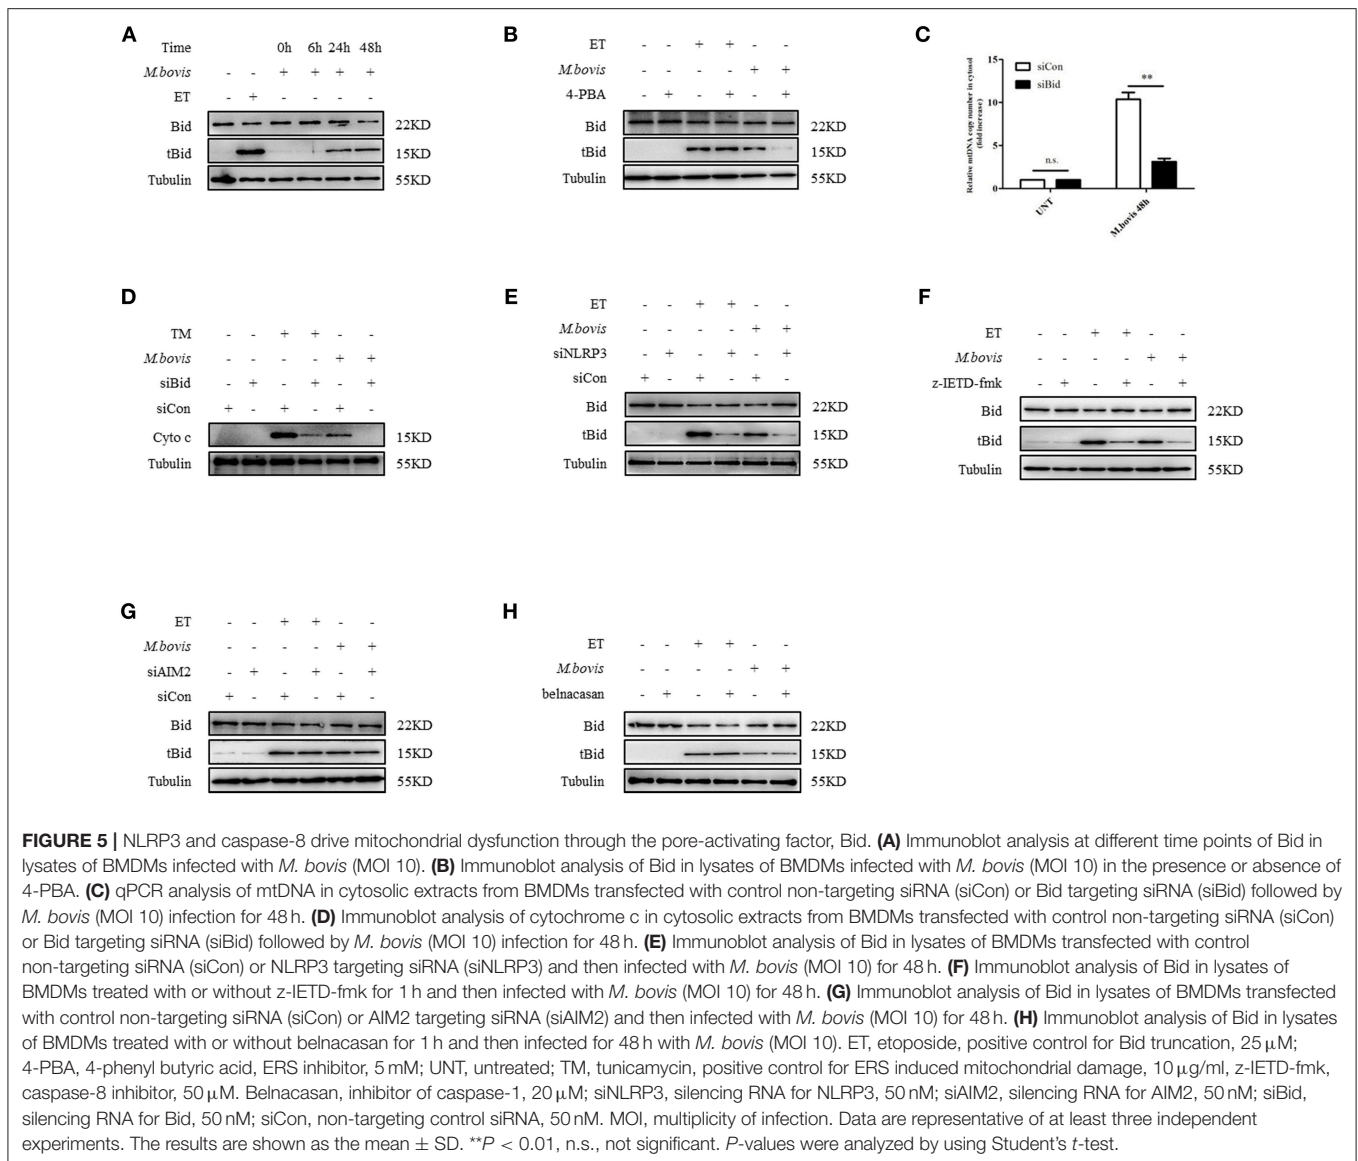 A
Time 0h 6h 24h 48h
M.bovis - - + + + +
ET - + - - - -
Bid 22KD
tBid 15KD
Tubulin 55KD
B
ET - - + + - -
M.bovis - - - - + +
4-PBA - + - + - +
Bid 22KD
tBid 15KD
Tubulin 55KD
C
Relative mtDNA copy number in cytosol
(fold increase)
15
10
5
0
siCon
siBid
n.s.
**
UNT
M.bovis 48h
D
TM - - + + - -
M.bovis - - - - + +
siBid - + - + - +
siCon + - + - + -
Cyto c 15KD
Tubulin 55KD
E
ET - - + + - -
M.bovis - - - - + +
siNLRP3 - + - + - +
siCon + - + - + -
Bid 22KD
tBid 15KD
Tubulin 55KD
F
ET - - + + - -
M.bovis - - - - + +
z-IETD-fmk - + - + - +
Bid 22KD
tBid 15KD
Tubulin 55KD
G
ET - - + + - -
M.bovis - - - - + +
siAIM2 - + - + - +
siCon + - + - + -
Bid 22KD
tBid 15KD
Tubulin 55KD
H
ET - - + + - -
M.bovis - - - - + +
belnacasan - + - + - +
Bid 22KD
tBid 15KD
Tubulin 55KD
FIGURE 5 | NLRP3 and caspase-8 drive mitochondrial dysfunction through the pore-activating factor, Bid. (A) Immunoblot analysis at different time points of Bid in
lysates of BMDMs infected with M. bovis (MOI 10). (B) Immunoblot analysis of Bid in lysates of BMDMs infected with M. bovis (MOI 10) in the presence or absence of
4-PBA. (C) qPCR analysis of mtDNA in cytosolic extracts from BMDMs transfected with control non-targeting siRNA (siCon) or Bid targeting siRNA (siBid) followed by
M. bovis (MOI 10) infection for 48 h. (D) Immunoblot analysis of cytochrome c in cytosolic extracts from BMDMs transfected with control non-targeting siRNA (siCon)
or Bid targeting siRNA (siBid) followed by M. bovis (MOI 10) infection for 48 h. (E) Immunoblot analysis of Bid in lysates of BMDMs transfected with control
non-targeting siRNA (siCon) or NLRP3 targeting siRNA (siNLRP3) and then infected with M. bovis (MOI 10) for 48 h. (F) Immunoblot analysis of Bid in lysates of
BMDMs treated with or without z-IETD-fmk for 1 h and then infected with M. bovis (MOI 10) for 48 h. (G) Immunoblot analysis of Bid in lysates of BMDMs transfected
with control non-targeting siRNA (siCon) or AIM2 targeting siRNA (siAIM2) and then infected with M. bovis (MOI 10) for 48 h. (H) Immunoblot analysis of Bid in lysates
of BMDMs treated with or without belnacasan for 1 h and then infected for 48 h with M. bovis (MOI 10). ET, etoposide, positive control for Bid truncation, 25 μM;
4-PBA, 4-phenyl butyric acid, ERS inhibitor, 5 mM; UNT, untreated; TM, tunicamycin, positive control for ERS induced mitochondrial damage, 10 μg/ml, z-IETD-fmk,
caspase-8 inhibitor, 50 μM. Belnacasan, inhibitor of caspase-1, 20 μM; siNLRP3, silencing RNA for NLRP3, 50 nM; siAIM2, silencing RNA for AIM2, 50 nM; siBid,
silencing RNA for Bid, 50 nM; siCon, non-targeting control siRNA, 50 nM. MOI, multiplicity of infection. Data are representative of at least three independent
experiments. The results are shown as the mean ± SD. **P < 0.01, n.s., not significant. P-values were analyzed by using Student's t-test.